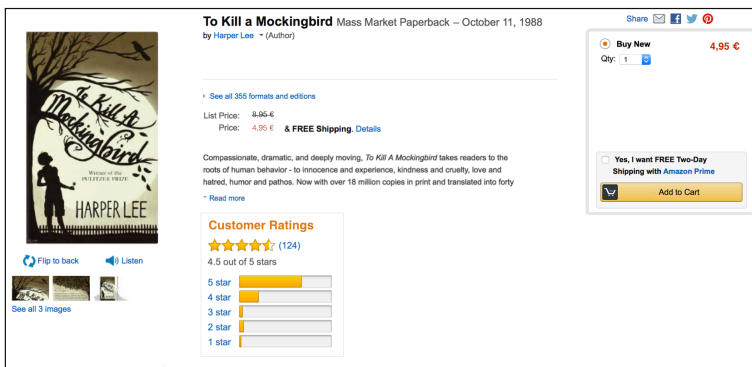 To Kill a Mockingbird Mass Market Paperback – October 11, 1988
by Harper Lee (Author)
See all 355 formats and editions
List Price: 8,95 €
Price: 4,95 € & FREE Shipping. Details
Compassionate, dramatic, and deeply moving, To Kill A Mockingbird takes readers to the
roots of human behavior - to innocence and experience, kindness and cruelty, love and
hatred, humor and pathos. Now with over 18 million copies in print and translated into forty
Read more
Customer Ratings
(124)
4.5 out of 5 stars
5 star
4 star
3 star
2 star
1 star
To Kill A
Mockingbird
Winner of the
PULITZER PRIZE
HARPER LEE
Flip to back Listen
See all 3 images
Share
Buy New 4,95 €
Qty: 1
Yes, I want FREE Two-Day
Shipping with Amazon Prime
Add to Cart